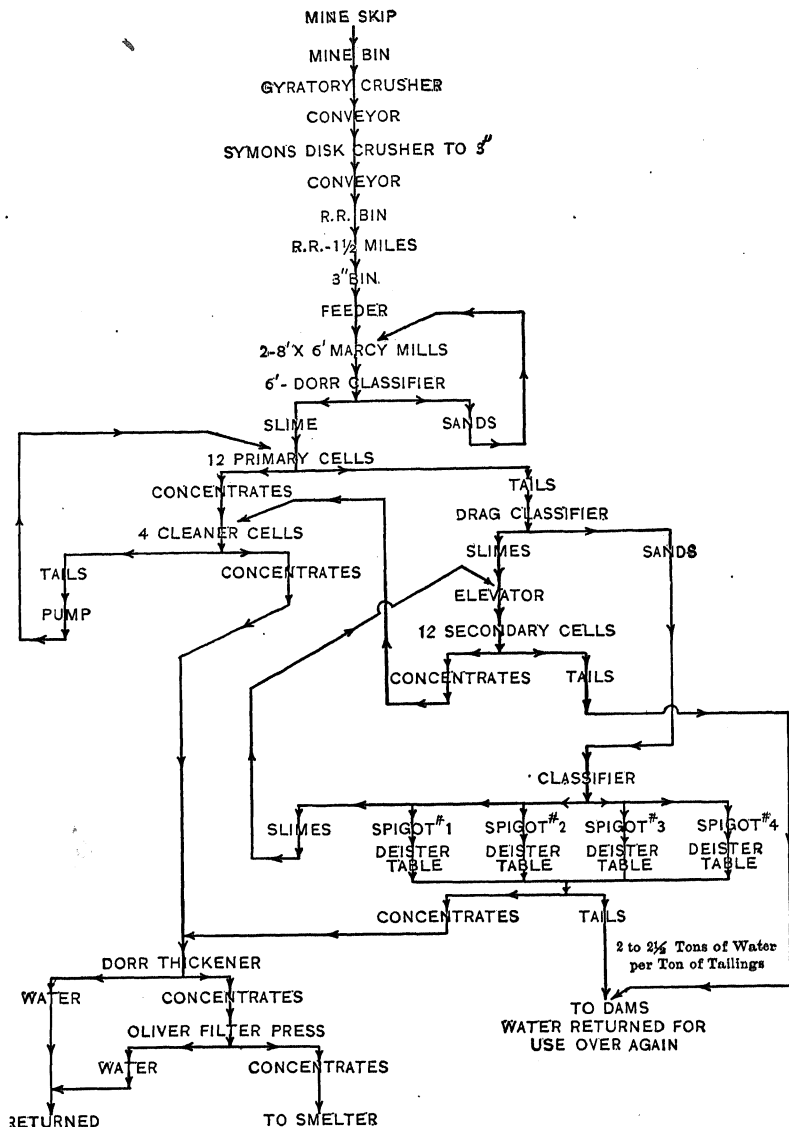 MINE SKIP
MINE BIN
GYRATORY CRUSHER
CONVEYOR
SYMONS DISK CRUSHER TO 3"
CONVEYOR
R.R. BIN
R.R.-1½ MILES
3" BIN.
FEEDER
2-8' X 6' MARCY MILLS
6'- DORR CLASSIFIER
SLIME SANDS
12 PRIMARY CELLS
CONCENTRATES TAILS
DRAG CLASSIFIER
4 CLEANER CELLS
SLIMES SANDS
TAILS CONCENTRATES
ELEVATOR
PUMP
12 SECONDARY CELLS
CONCENTRATES TAILS
CLASSIFIER
SLIMES SPIGOT #1 SPIGOT #2 SPIGOT #3 SPIGOT #4
DEISTER DEISTER DEISTER DEISTER
TABLE TABLE TABLE TABLE
CONCENTRATES TAILS
2 to 2½ Tons of Water
per Ton of Tailings
DORR THICKENER
WATER CONCENTRATES
TO DAMS
WATER RETURNED FOR
USE OVER AGAIN
OLIVER FILTER PRESS
WATER CONCENTRATES
RETURNED TO SMELTER